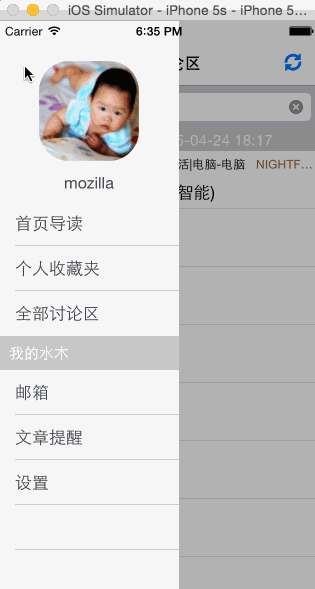 iOS Simulator - iPhone 5s - iPhone 5...
Carrier 6:35 PM
论区
5-04-24 18:17
mozilla
活|电脑-电脑 NIGHTF...
智能)
首页导读
个人收藏夹
全部讨论区
我的水木
邮箱
文章提醒
设置